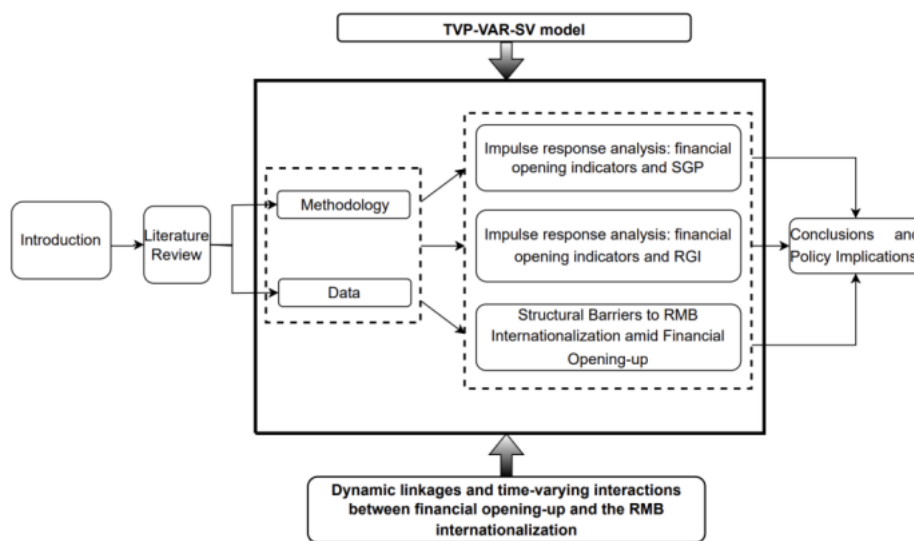 TVP-VAR-SV model
Introduction
Literature
Review
Methodology
Data
Impulse response analysis: financial
opening indicators and SGP
Impulse response analysis: financial
opening indicators and RGI
Structural Barriers to RMB
Internationalization amid Financial
Opening-up
Conclusions and
Policy Implications
Dynamic linkages and time-varying interactions
between financial opening-up and the RMB
internationalization